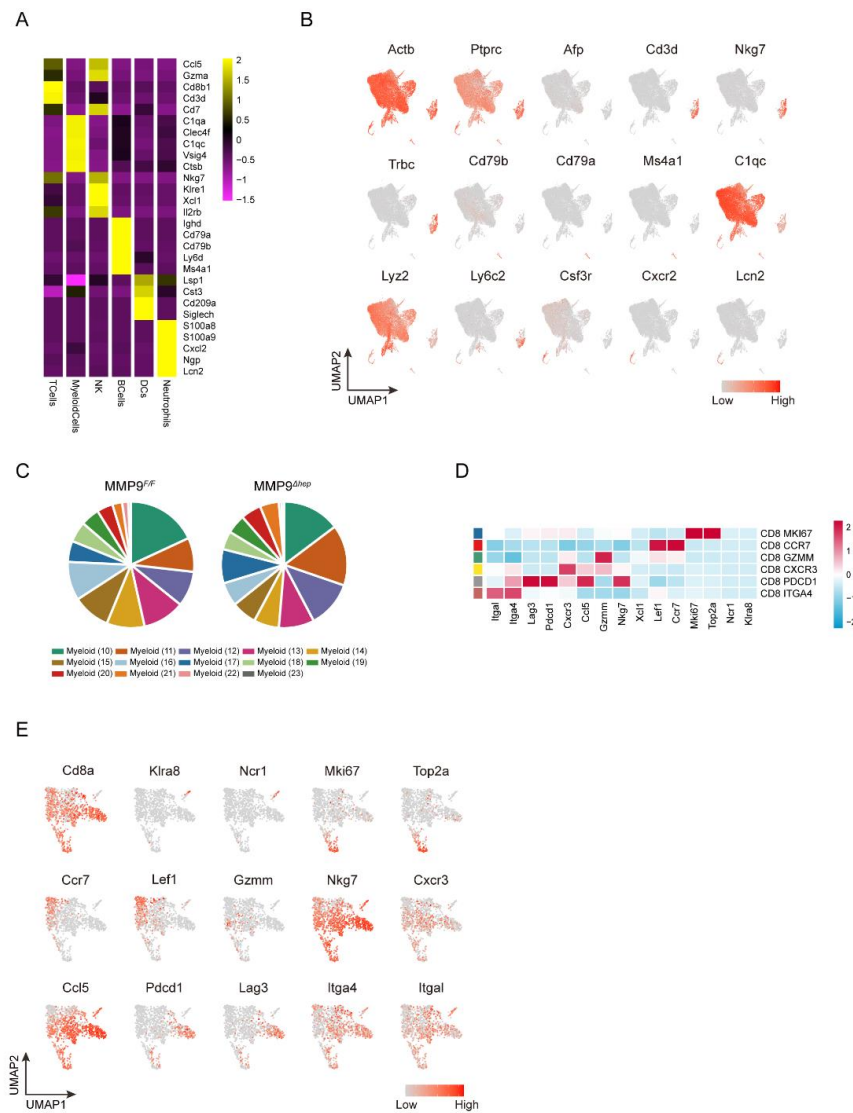 A
Ccl5
Gzma
Cd8b1
Cd3d
Cd7
C1qa
Clec4f
C1qc
Vsig4
Ctsb
Nkg7
Klre1
Xcl1
Il2rb
Ighd
Cd79a
Cd79b
Ly6d
Ms4a1
Lsp1
Cst3
Cd209a
Siglech
S100a8
S100a9
Cxcl2
Ngp
Lcn2
2
1.5
1
0.5
0
−0.5
−1
−1.5
TCells
MyeloidCells
NK
BCells
DCs
Neutrophils
B
Actb Ptprc Afp Cd3d Nkg7
Trbc Cd79b Cd79a Ms4a1 C1qc
Lyz2 Ly6c2 Csf3r Cxcr2 Lcn2
UMAP2
UMAP1
Low High
C
MMP9F/F MMP9Δhep
Myeloid (10) Myeloid (11) Myeloid (12) Myeloid (13) Myeloid (14)
Myeloid (15) Myeloid (16) Myeloid (17) Myeloid (18) Myeloid (19)
Myeloid (20) Myeloid (21) Myeloid (22) Myeloid (23)
D
CD8 MKI67
CD8 CCR7
CD8 GZMM
CD8 CXCR3
CD8 PDCD1
CD8 ITGA4
Itgal
Itga4
Lag3
Pdcd1
Cxcr3
Ccl5
Gzmm
Nkg7
Xcl1
Lef1
Ccr7
Mki67
Top2a
Ncr1
Klra8
2
1
0
−1
−2
E
Cd8a Klra8 Ncr1 Mki67 Top2a
Ccr7 Lef1 Gzmm Nkg7 Cxcr3
Ccl5 Pdcd1 Lag3 Itga4 Itgal
UMAP2
UMAP1
Low High